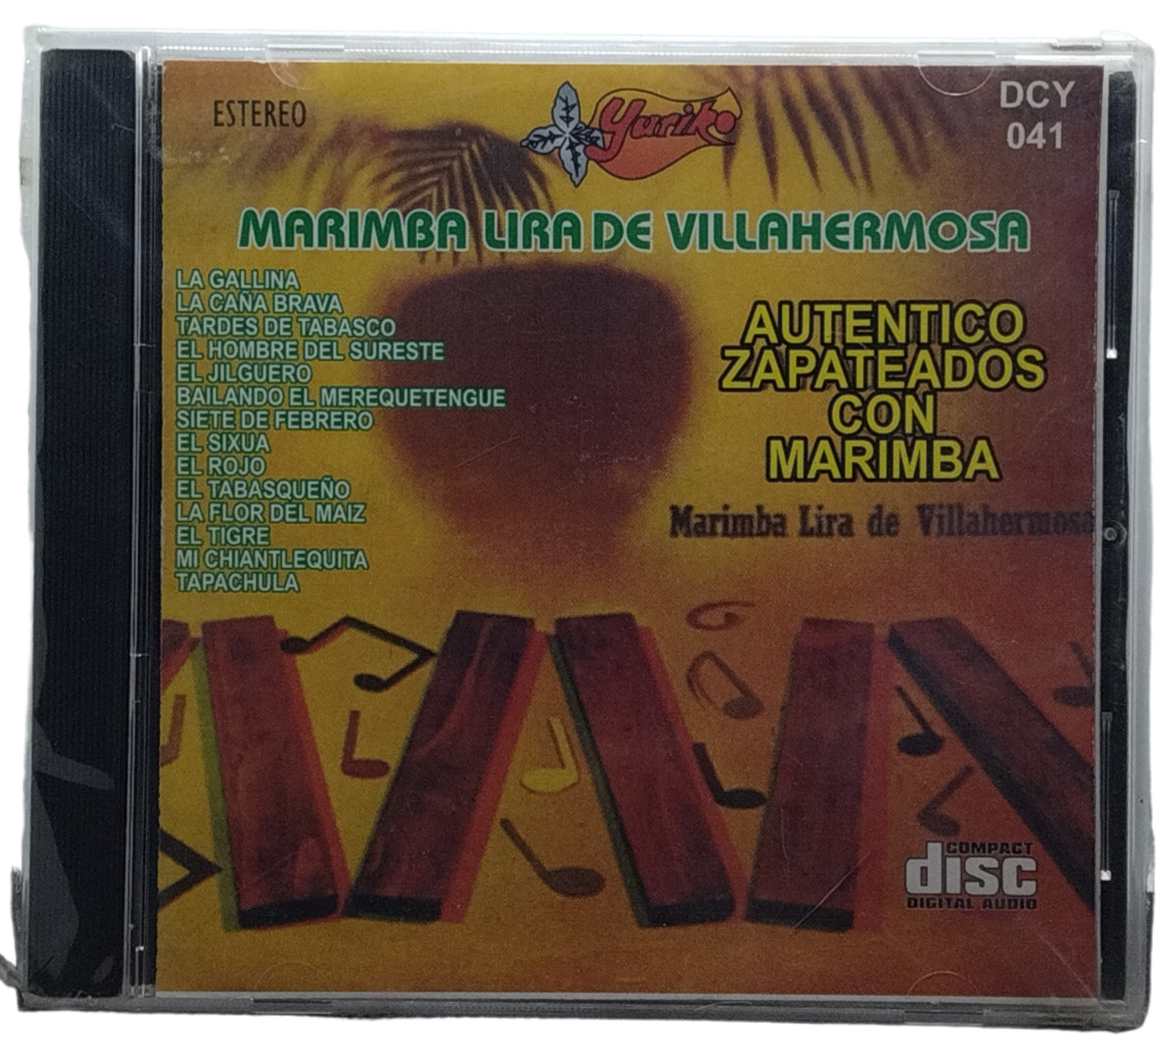 ESTEREO
Yuriko
DCY
041
MARIMBA LIRA DE VILLAHERMOSA
LA GALLINA
LA CAÑA BRAVA
TARDES DE TABASCO
EL HOMBRE DEL SURESTE
EL JILGUERO
BAILANDO EL MEREQUETENGUE
SIETE DE FEBRERO
EL SIXUA
EL ROJO
EL TABASQUEÑO
LA FLOR DEL MAIZ
EL TIGRE
MI CHIANTLEQUITA
TAPACHULA
AUTENTICO
ZAPATEADOS
CON
MARIMBA
Marimba Lira de Villahermosa
COMPACT
disc
DIGITAL AUDIO